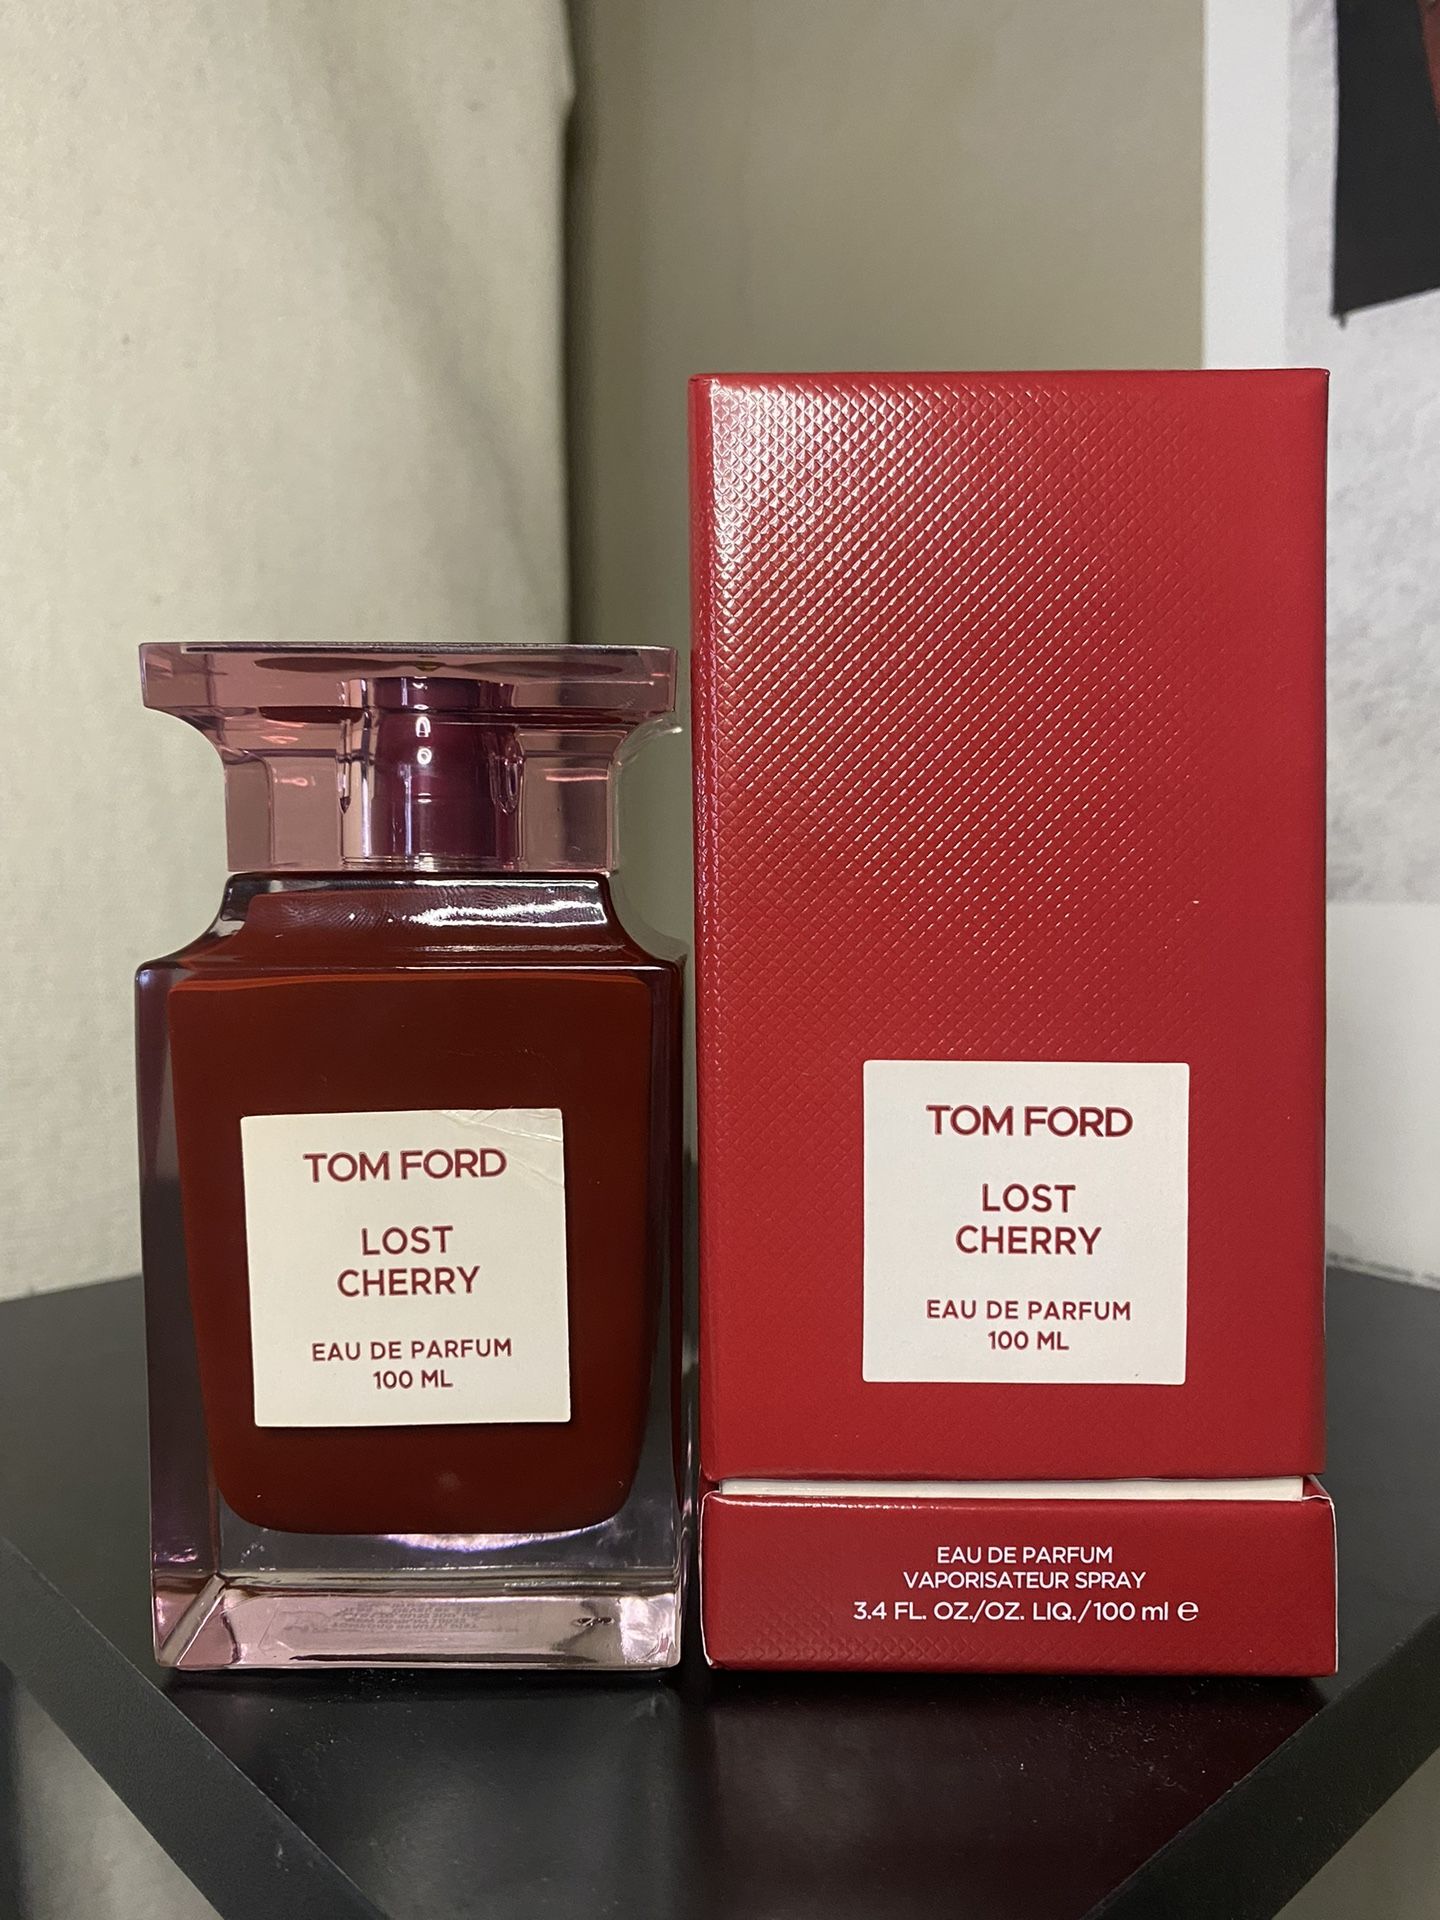 TOM FORD
LOST
CHERRY
EAU DE PARFUM
100 ML
TOM FORD
LOST
CHERRY
EAU DE PARFUM
100 ML
EAU DE PARFUM
VAPORISATEUR SPRAY
3.4 FL. OZ./OZ. LIQ./100 ml ℮